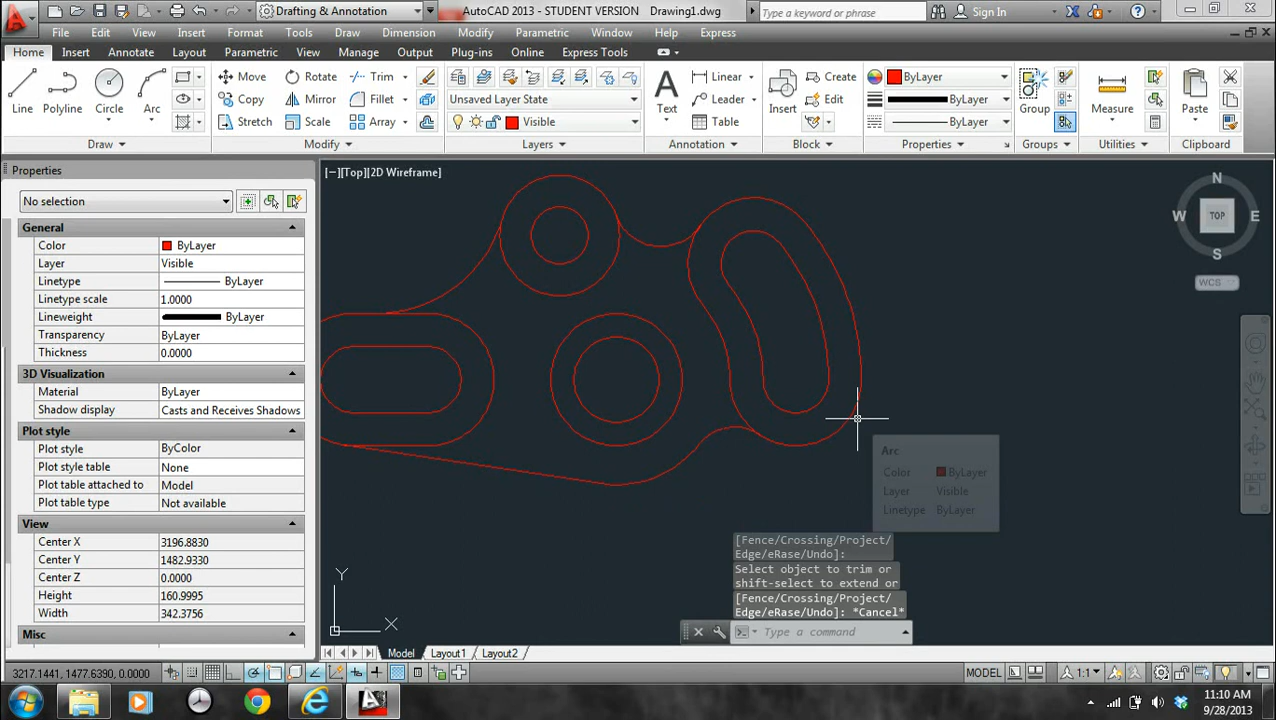 Drafting & Annotation
AutoCAD 2013 - STUDENT VERSION Drawing1.dwg
Type a keyword or phrase
Sign In
File Edit View Insert Format Tools Draw Dimension Modify Parametric Window Help Express
Home Insert Annotate Layout Parametric View Manage Output Plug-ins Online Express Tools
Line Polyline Circle Arc
Move Rotate Trim
Copy Mirror Fillet
Stretch Scale Array
Unsaved Layer State
Visible
Text
Linear
Leader
Table
Insert
Create
Edit
ByLayer
ByLayer
ByLayer
Group
Measure
Paste
Draw Modify Layers Annotation Block Properties Groups Utilities Clipboard
Properties
No selection
General
Color ByLayer
Layer Visible
Linetype ByLayer
Linetype scale 1.0000
Lineweight ByLayer
Transparency ByLayer
Thickness 0.0000
3D Visualization
Material ByLayer
Shadow display Casts and Receives Shadows
Plot style
Plot style ByColor
Plot style table None
Plot table attached to Model
Plot table type Not available
View
Center X 3196.8830
Center Y 1482.9330
Center Z 0.0000
Height 160.9995
Width 342.3756
Misc
[−][Top][2D Wireframe]
N
W TOP E
S
WCS
Arc
Color ByLayer
Layer Visible
Linetype ByLayer
[Fence/Crossing/Project/
Edge/eRase/Undo]:
Select object to trim or
shift-select to extend or
[Fence/Crossing/Project/
Edge/eRase/Undo]: *Cancel*
Type a command
Y
X
Model Layout1 Layout2
3217.1441, 1477.6390, 0.0000
MODEL
1:1
11:10 AM
9/28/2013